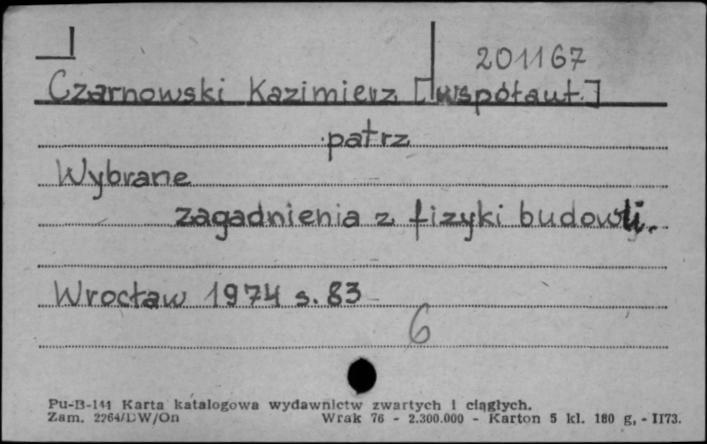 201167
Czarnowski Kazimierz [współaut.]
patrz
Wybrane
zagadnienia z fizyki budowli.
Wrocław 1974 s. 83
6
Pu-B-144 Karta katalogowa wydawnictw zwartych i ciągłych.
Zam. 2264/DW/On Wrak 76 - 2.300.000 - Karton 5 kl. 180 g, - II73.